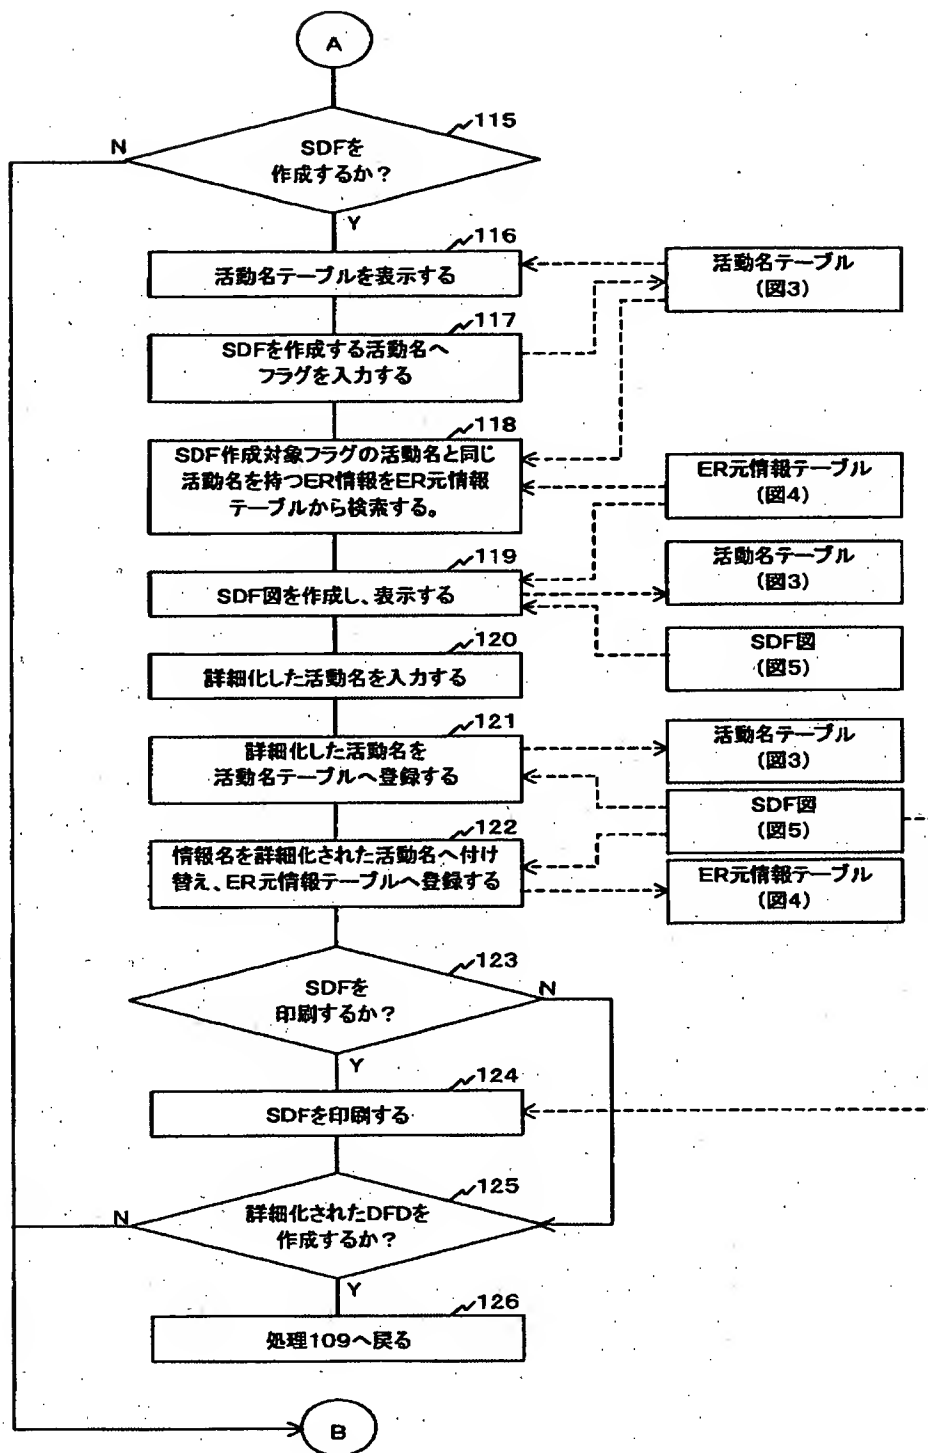 A
115
N
SDFを
作成するか?
Y
116
活動名テーブルを表示する
活動名テーブル
(図3)
117
SDFを作成する活動名へ
フラグを入力する
118
SDF作成対象フラグの活動名と同じ
活動名を持つER情報をER元情報
テーブルから検索する。
ER元情報テーブル
(図4)
119
SDF図を作成し、表示する
活動名テーブル
(図3)
120
詳細化した活動名を入力する
SDF図
(図5)
121
詳細化した活動名を
活動名テーブルへ登録する
活動名テーブル
(図3)
SDF図
(図5)
122
情報名を詳細化された活動名へ付け
替え、ER元情報テーブルへ登録する
ER元情報テーブル
(図4)
123
SDFを
印刷するか?
N
Y
124
SDFを印刷する
125
N
詳細化されたDFDを
作成するか?
Y
126
処理109へ戻る
B